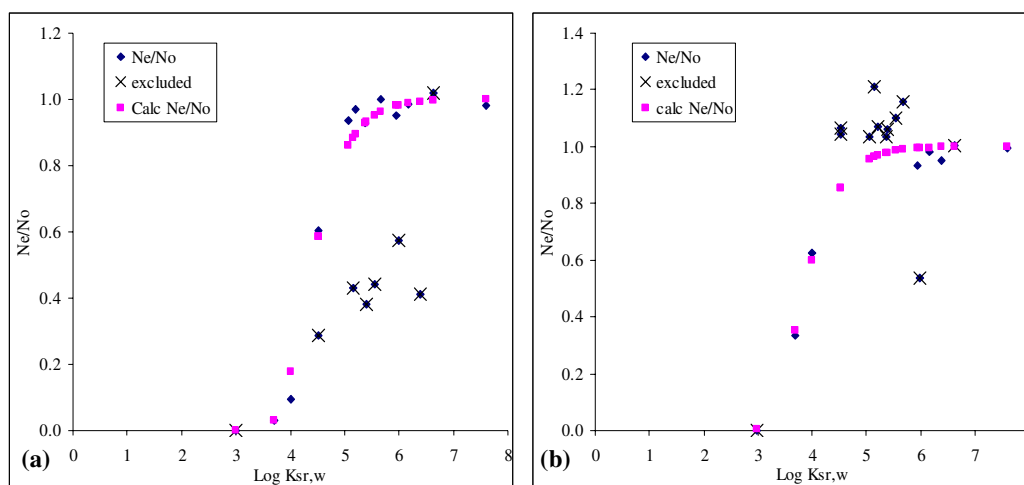 1.2
1.0
0.8
0.6
0.4
0.2
0.0
Ne/No
Ne/No
excluded
Calc Ne/No
0 1 2 3 4 5 6 7 8
Log Ksr,w
(a)
1.4
1.2
1.0
0.8
0.6
0.4
0.2
0.0
Ne/No
Ne/No
excluded
calc Ne/No
0 1 2 3 4 5 6 7 8
Log Ksr,w
(b)